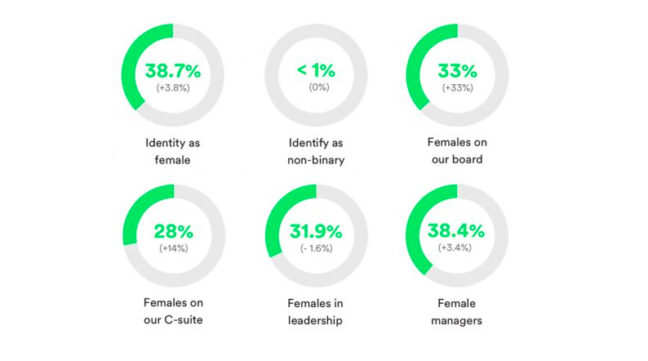 38.7%
(+3.8%)
Identity as
female
< 1%
(0%)
Identify as
non-binary
33%
(+33%)
Females on
our board
28%
(+14%)
Females on
our C-suite
31.9%
(- 1.6%)
Females in
leadership
38.4%
(+3.4%)
Female
managers